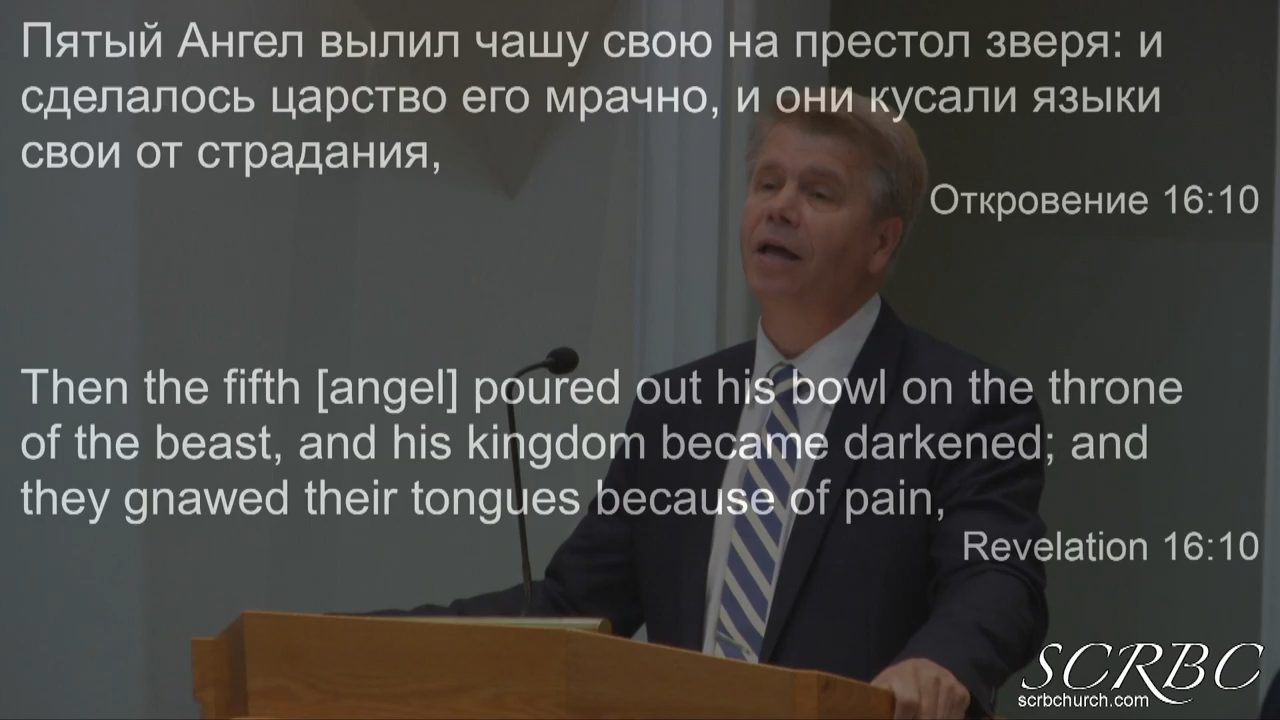 Пятый Ангел вылил чашу свою на престол зверя: и
сделалось царство его мрачно, и они кусали языки
свои от страдания,
Откровение 16:10
Then the fifth [angel] poured out his bowl on the throne
of the beast, and his kingdom became darkened; and
they gnawed their tongues because of pain,
Revelation 16:10
SCRBC
scrbchurch.com